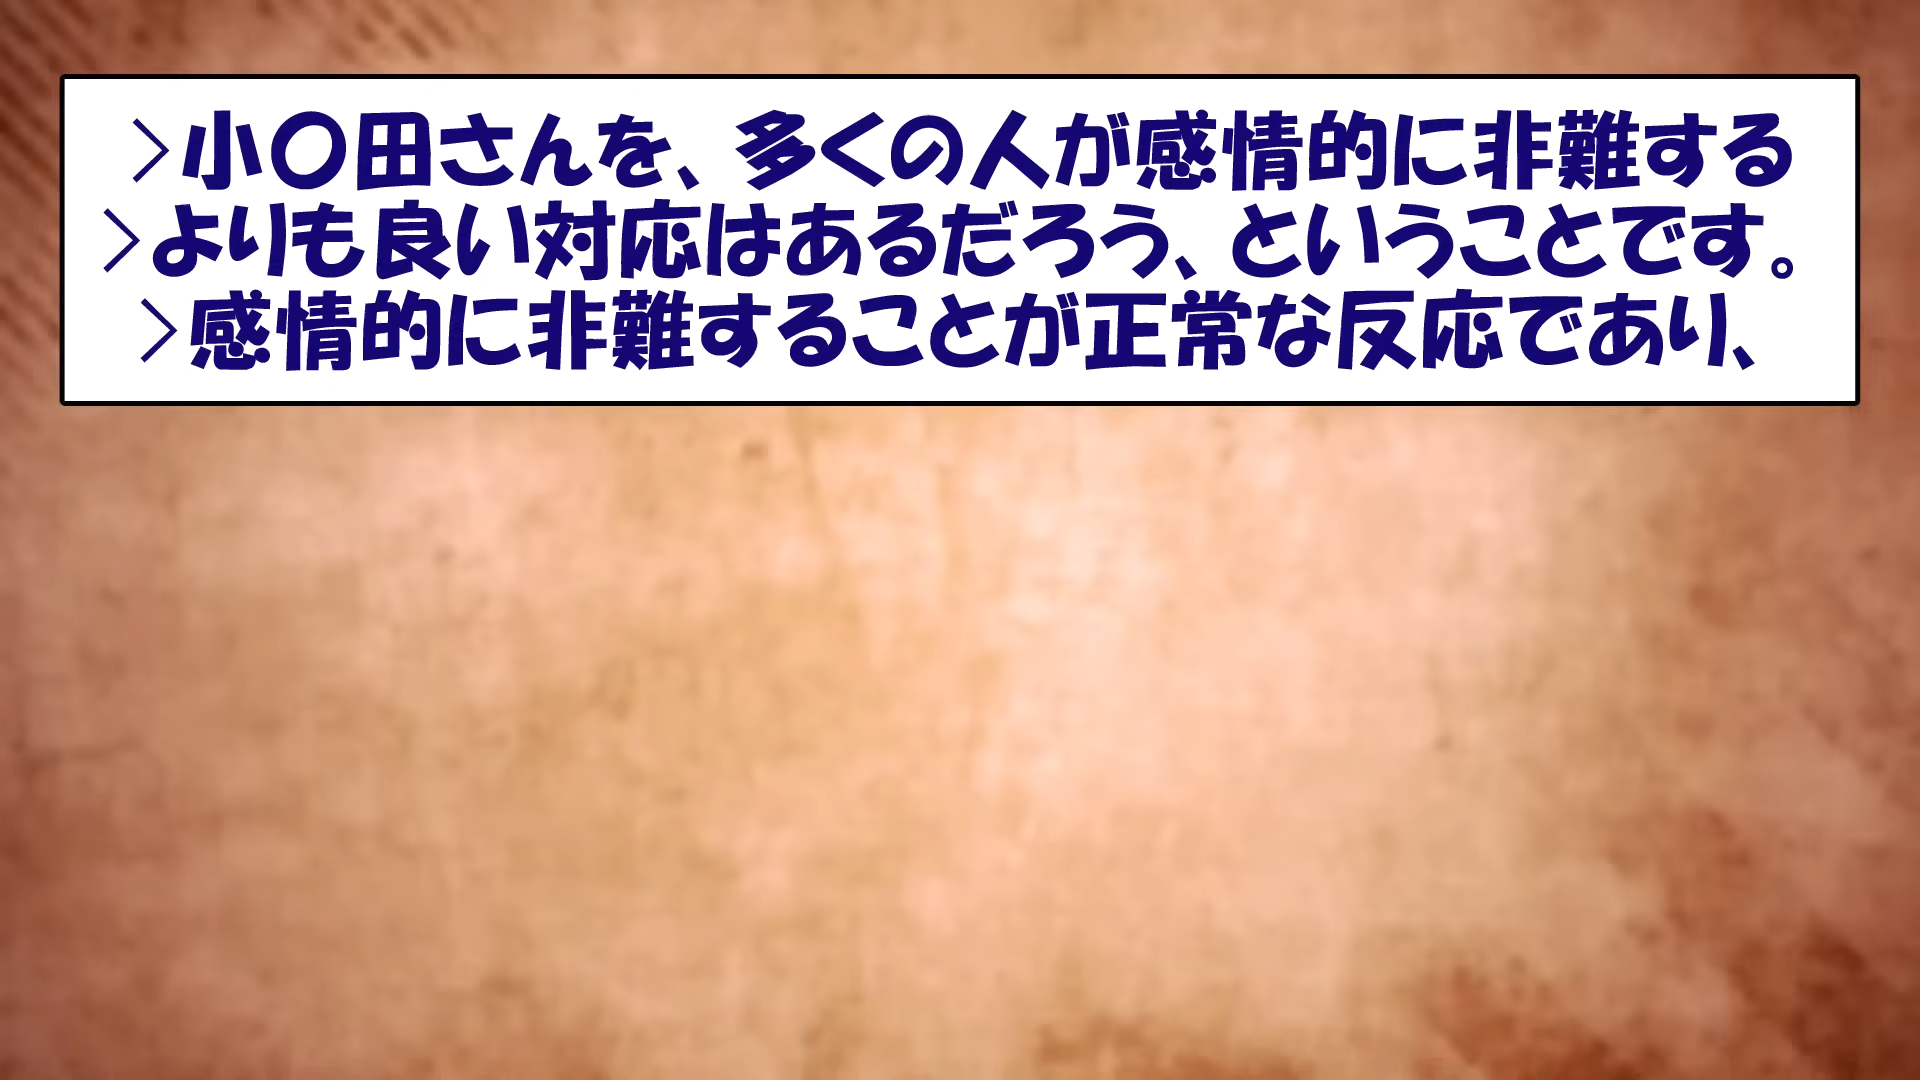 ＞小〇田さんを、多くの人が感情的に非難する
＞よりも良い対応はあるだろう、ということです。
＞感情的に非難することが正常な反応であり、